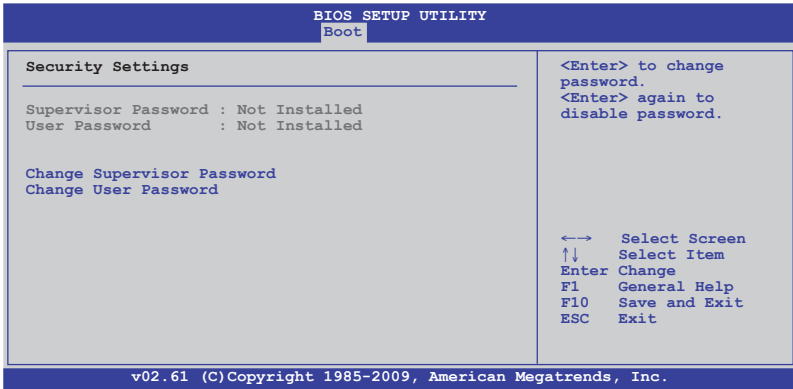 BIOS SETUP UTILITY
Boot
Security Settings
Supervisor Password : Not Installed
User Password : Not Installed
Change Supervisor Password
Change User Password
<Enter> to change
password.
<Enter> again to
disable password.
←→ Select Screen
↑↓ Select Item
Enter Change
F1 General Help
F10 Save and Exit
ESC Exit
v02.61 (C)Copyright 1985-2009, American Megatrends, Inc.